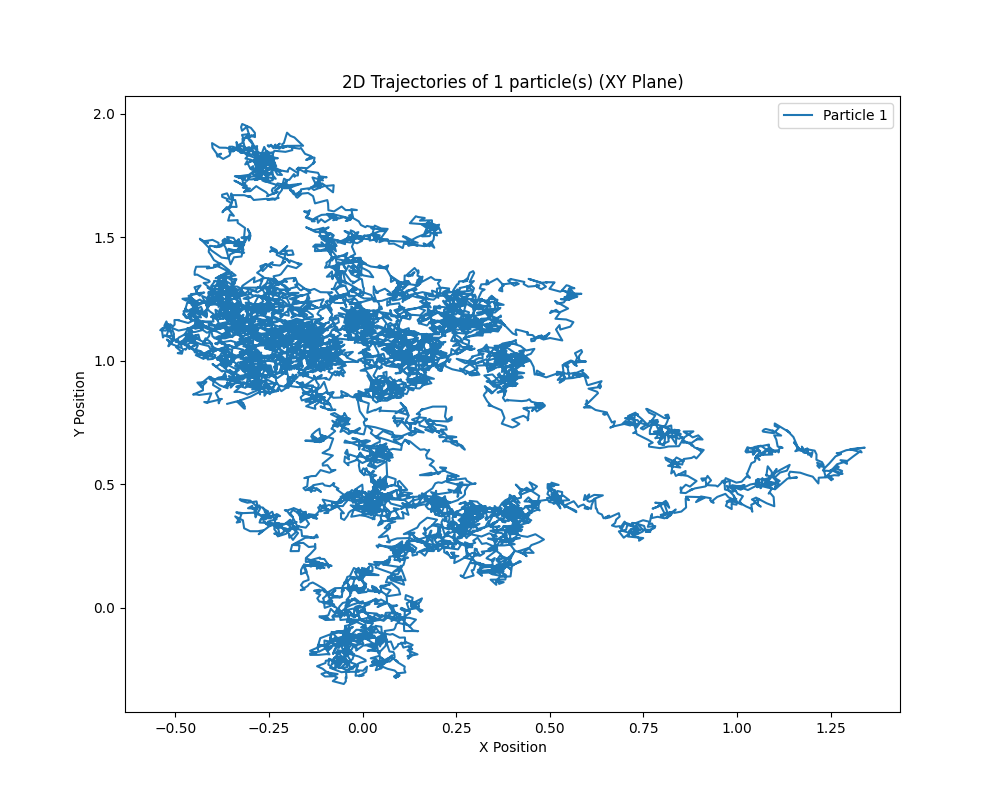 2D Trajectories of 1 particle(s) (XY Plane)
Particle 1
2.0
1.5
1.0
0.5
0.0
Y Position
−0.50 −0.25 0.00 0.25 0.50 0.75 1.00 1.25
X Position